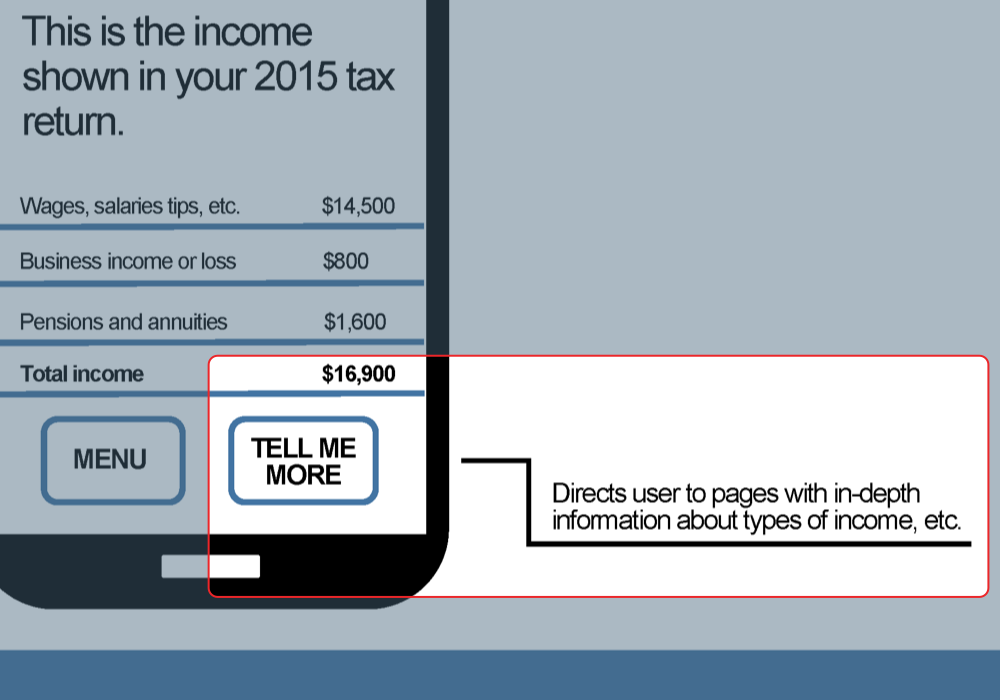 This is the income
shown in your 2015 tax
return.
Wages, salaries tips, etc. $14,500
Business income or loss $800
Pensions and annuities $1,600
Total income $16,900
MENU
TELL ME
MORE
Directs user to pages with in-depth
information about types of income, etc.